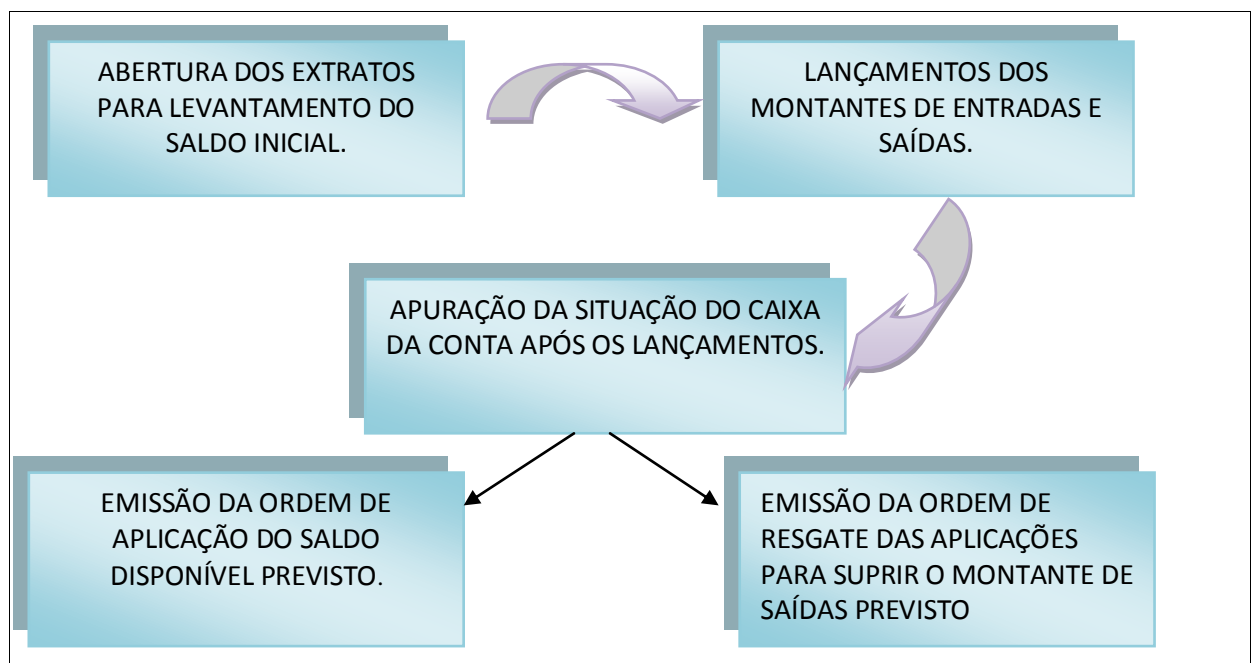 ABERTURA DOS EXTRATOS
PARA LEVANTAMENTO DO
SALDO INICIAL.
LANÇAMENTOS DOS
MONTANTES DE ENTRADAS E
SAÍDAS.
APURAÇÃO DA SITUAÇÃO DO CAIXA
DA CONTA APÓS OS LANÇAMENTOS.
EMISSÃO DA ORDEM DE
APLICAÇÃO DO SALDO
DISPONÍVEL PREVISTO.
EMISSÃO DA ORDEM DE
RESGATE DAS APLICAÇÕES
PARA SUPRIR O MONTANTE DE
SAÍDAS PREVISTO